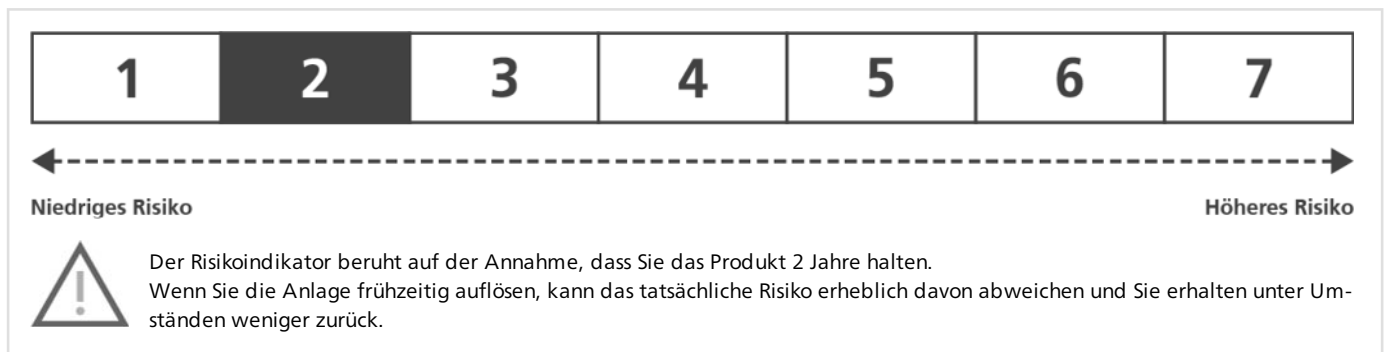 1 2 3 4 5 6 7
Niedriges Risiko Höheres Risiko
Der Risikoindikator beruht auf der Annahme, dass Sie das Produkt 2 Jahre halten.
Wenn Sie die Anlage frühzeitig auflösen, kann das tatsächliche Risiko erheblich davon abweichen und Sie erhalten unter Um-
ständen weniger zurück.